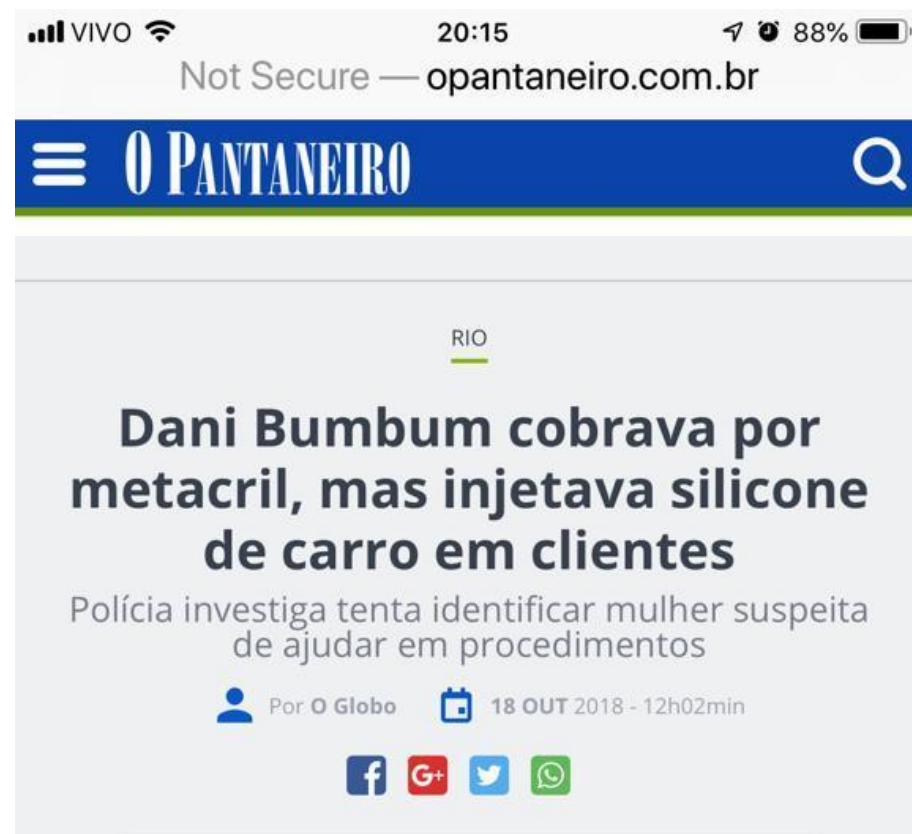 VIVO 20:15 88%
Not Secure — opantaneiro.com.br
O PANTANEIRO
RIO
Dani Bumbum cobrava por
metacril, mas injetava silicone
de carro em clientes
Polícia investiga tenta identificar mulher suspeita
de ajudar em procedimentos
Por O Globo 18 OUT 2018 - 12h02min
f G+